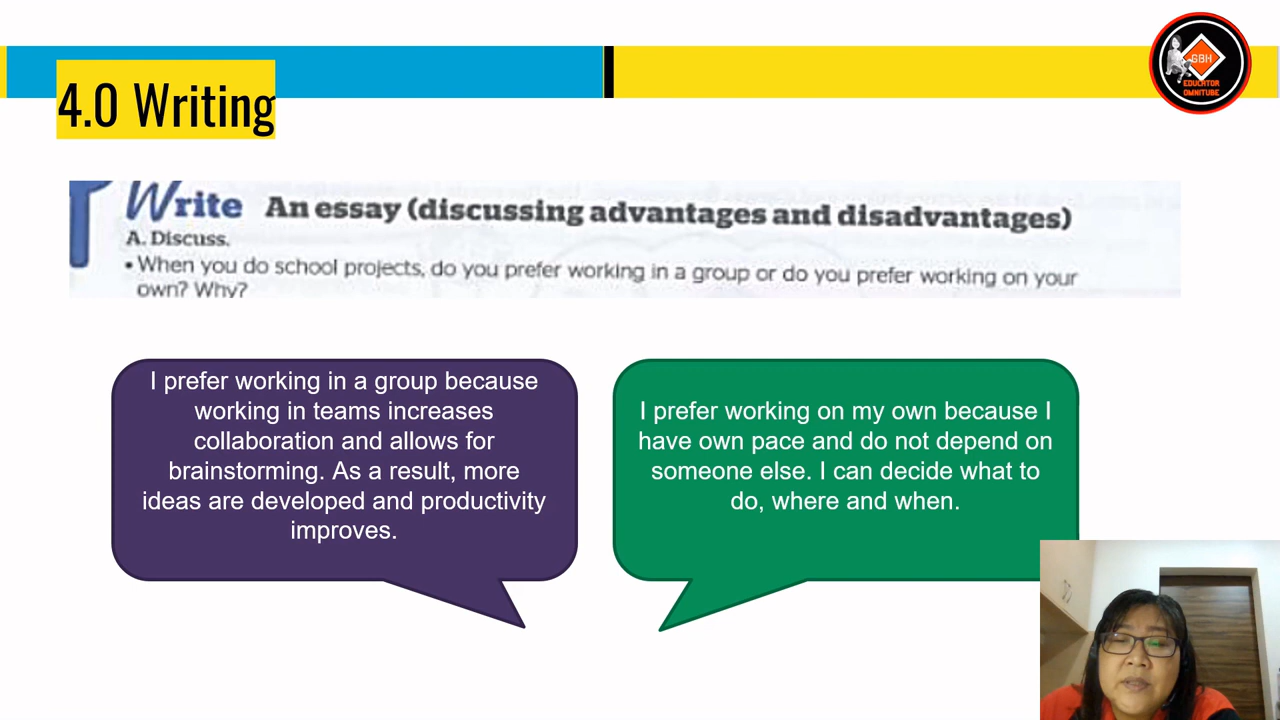 4.0 Writing
GBH
EDUCATOR
OMNITUBE
Write An essay (discussing advantages and disadvantages)
A. Discuss.
• When you do school projects, do you prefer working in a group or do you prefer working on your
own? Why?
I prefer working in a group because
working in teams increases
collaboration and allows for
brainstorming. As a result, more
ideas are developed and productivity
improves.
I prefer working on my own because I
have own pace and do not depend on
someone else. I can decide what to
do, where and when.